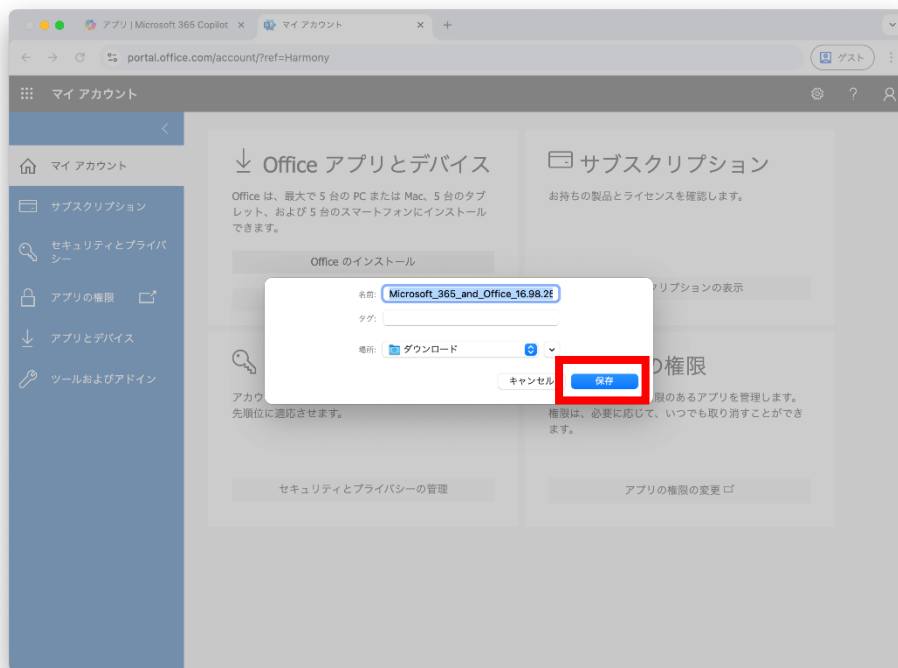 アプリ | Microsoft 365 Copilot
マイ アカウント
portal.office.com/account/?ref=Harmony
ゲスト
マイ アカウント
マイ アカウント
サブスクリプション
セキュリティとプライバ
シー
アプリの権限
アプリとデバイス
ツールおよびアドイン
Office アプリとデバイス
Office は、最大で 5 台の PC または Mac、5 台のタブ
レット、および 5 台のスマートフォンにインストール
できます。
Office のインストール
サブスクリプション
お持ちの製品とライセンスを確認します。
クリプションの表示
名前: Microsoft_365_and_Office_16.98.25
タグ:
場所: ダウンロード
キャンセル
保存
アカウ
先順位に適応させます。
セキュリティとプライバシーの管理
の権限
限のあるアプリを管理します。
権限は、必要に応じて、いつでも取り消すことができ
ます。
アプリの権限の変更